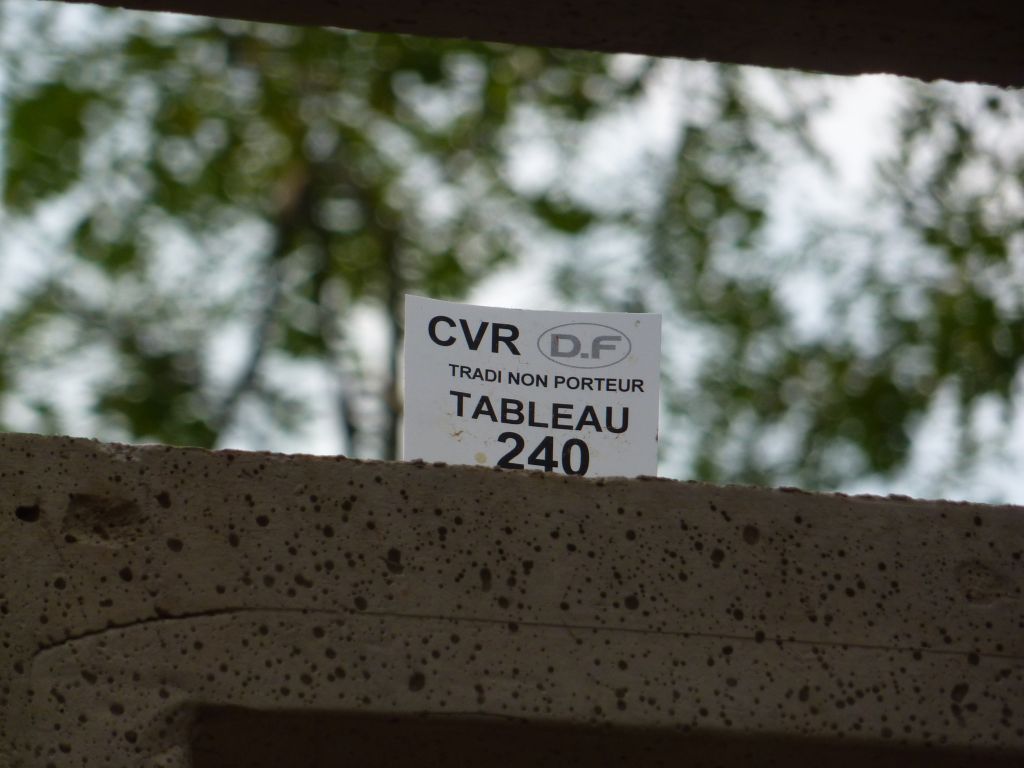 CVR D.F
TRADI NON PORTEUR
TABLEAU
240